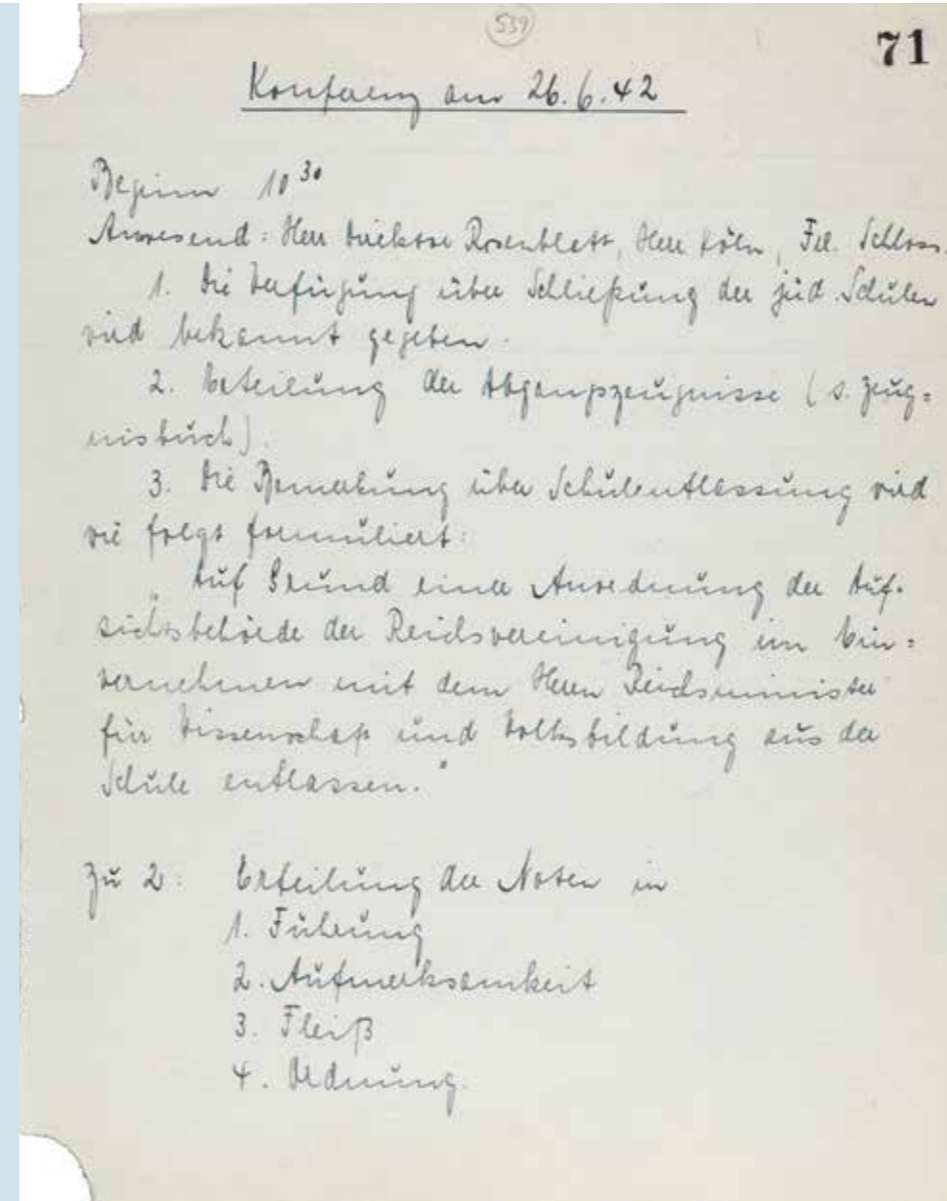 539
71
Konferenz am 26.6.42
Beginn 10 30
Anwesend: Herr Direktor Rosenblatt, Herr Köln, Frl. Schloss.
1. Die Verfügung über Schließung der jüd. Schulen
wird bekannt gegeben.
2. Erteilung der Abgangszeugnisse (s. Zeug=
nisbuch).
3. Die Bemerkung über Schulentlassung wird
wie folgt formuliert:
„Auf Grund einer Anordnung der Auf-
sichtsbehörde der Reichsvereinigung im Ein=
vernehmen mit dem Herrn Reichsminister
für Wissenschaft und Volksbildung aus der
Schule entlassen."
Zu 2: Erteilung der Noten in
1. Führung
2. Aufmerksamkeit
3. Fleiß
4. Ordnung.